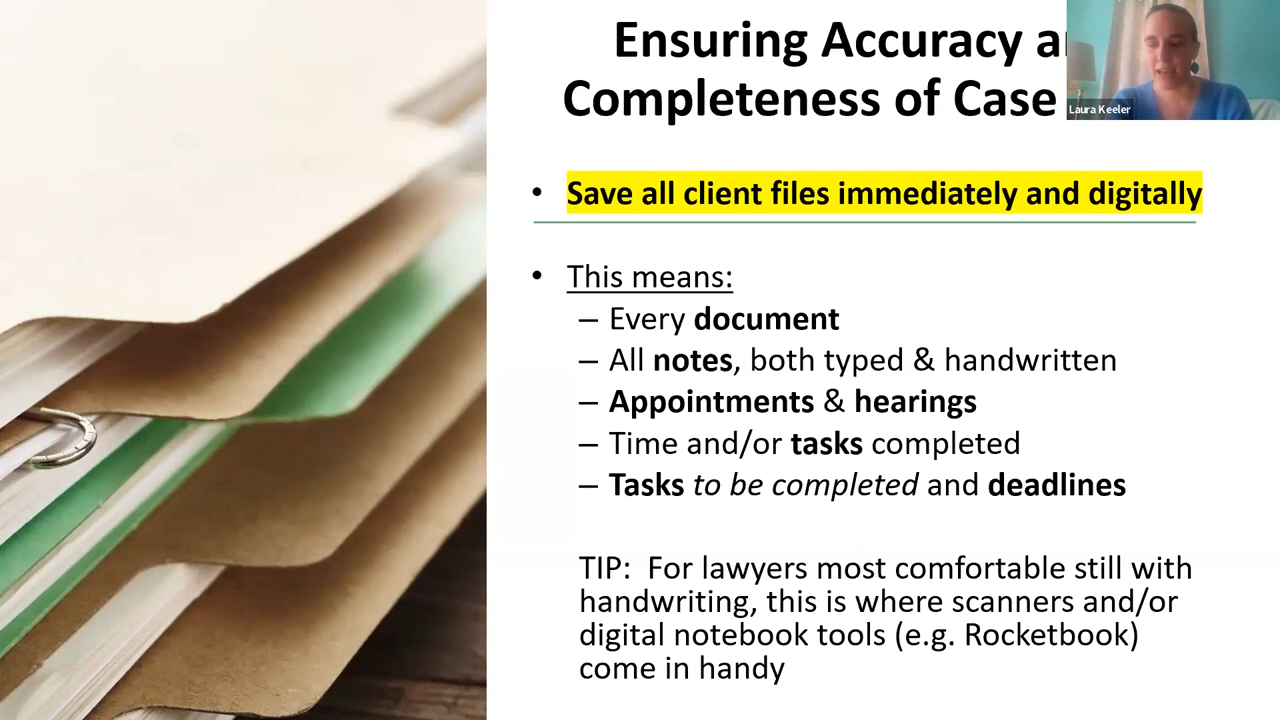 Ensuring Accuracy
Completeness of Case
Laura Keeler
• Save all client files immediately and digitally
• This means:
– Every document
– All notes, both typed & handwritten
– Appointments & hearings
– Time and/or tasks completed
– Tasks to be completed and deadlines
TIP: For lawyers most comfortable still with
handwriting, this is where scanners and/or
digital notebook tools (e.g. Rocketbook)
come in handy